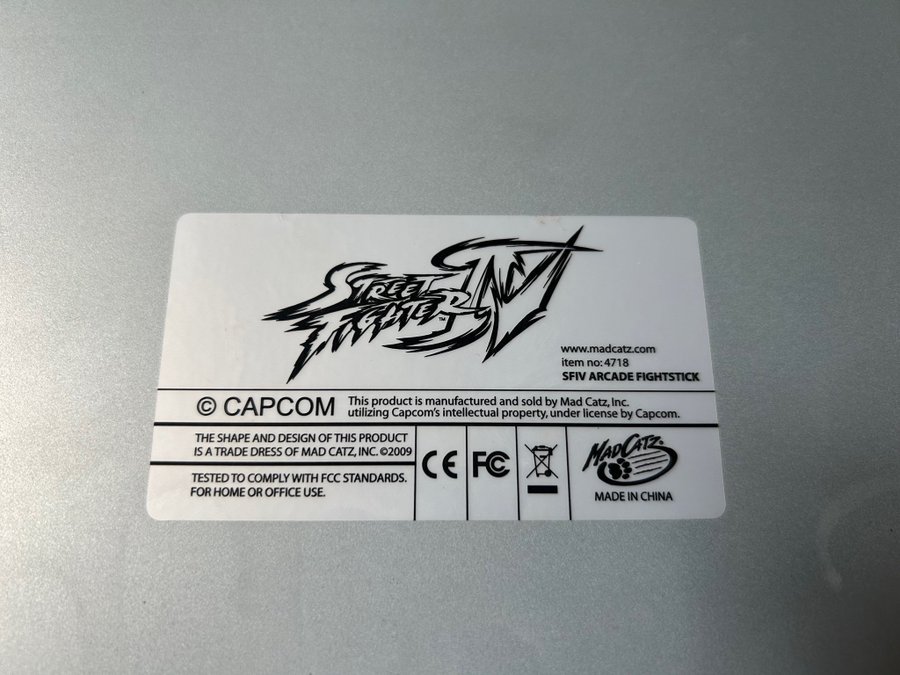 STREET
FIGHTER IV
TM
www.madcatz.com
item no: 4718
SFIV ARCADE FIGHTSTICK
© CAPCOM
This product is manufactured and sold by Mad Catz, Inc.
utilizing Capcom's intellectual property, under license by Capcom.
THE SHAPE AND DESIGN OF THIS PRODUCT
IS A TRADE DRESS OF MAD CATZ, INC. ©2009
TESTED TO COMPLY WITH FCC STANDARDS.
FOR HOME OR OFFICE USE.
CE
FC
MADCATZ
MADE IN CHINA